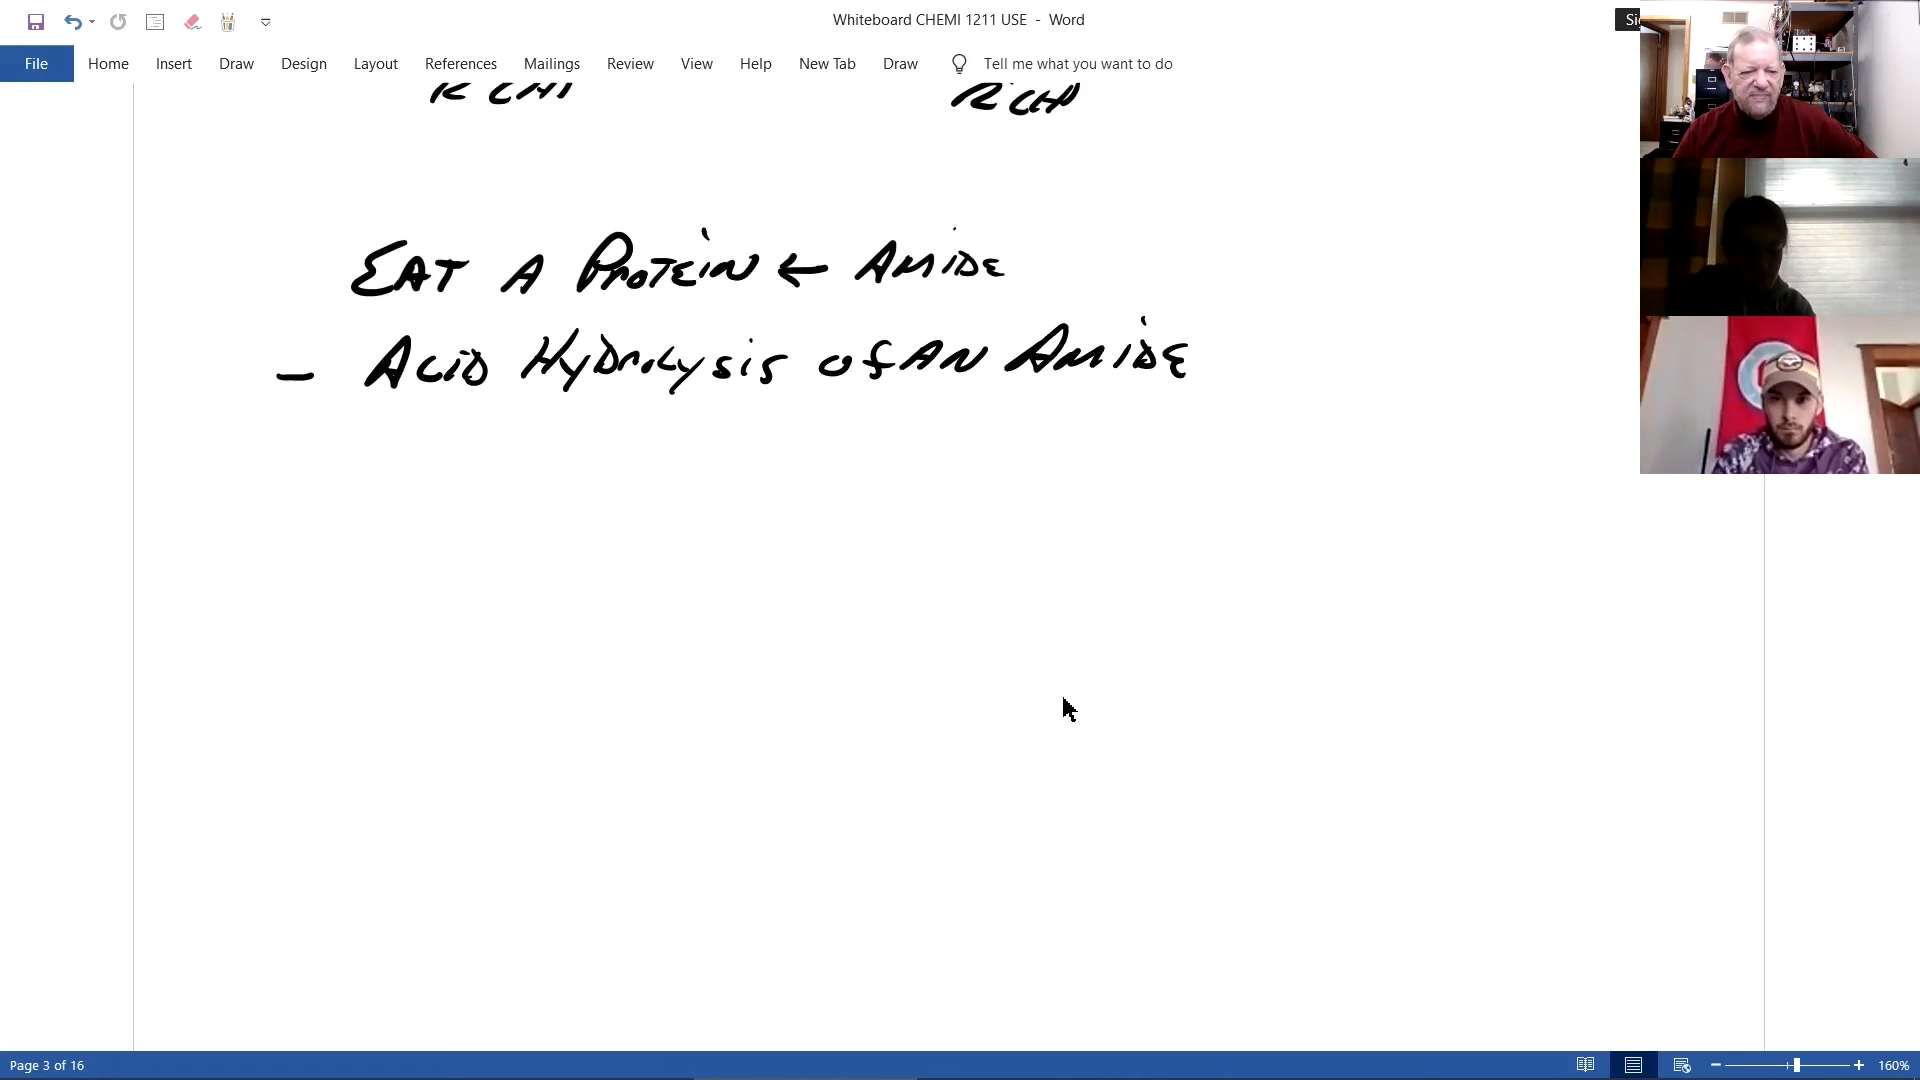 Whiteboard CHEMI 1211 USE - Word
File Home Insert Draw Design Layout References Mailings Review View Help New Tab Draw Tell me what you want to do
EAT A PROTEIN ← AMIDE
- ACID HYDROLYSIS OF AN AMIDE
Page 3 of 16
160%